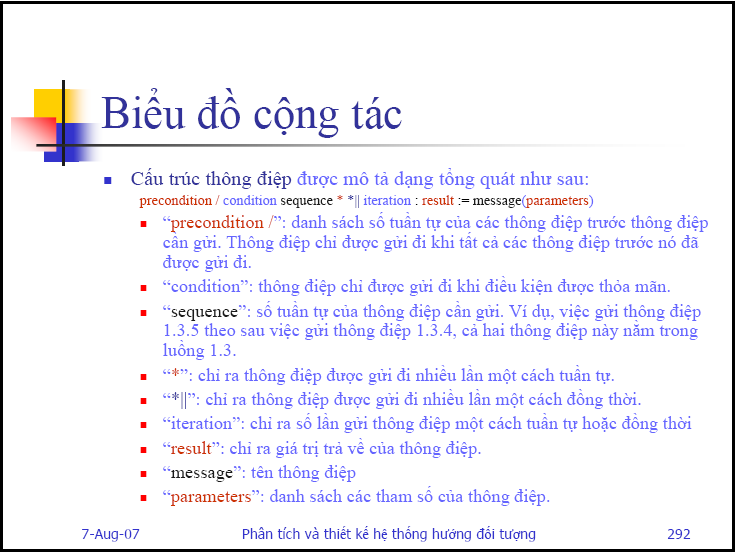 Biểu đồ cộng tác
Cấu trúc thông điệp được mô tả dạng tổng quát như sau:
precondition / condition sequence * *|| iteration : result := message(parameters)
“precondition /”: danh sách số tuần tự của các thông điệp trước thông điệp
cần gửi. Thông điệp chỉ được gửi đi khi tất cả các thông điệp trước nó đã
được gửi đi.
“condition”: thông điệp chỉ được gửi đi khi điều kiện được thỏa mãn.
“sequence”: số tuần tự của thông điệp cần gửi. Ví dụ, việc gửi thông điệp
1.3.5 theo sau việc gửi thông điệp 1.3.4, cả hai thông điệp này nằm trong
luồng 1.3.
“*”: chỉ ra thông điệp được gửi đi nhiều lần một cách tuần tự.
“*||”: chỉ ra thông điệp được gửi đi nhiều lần một cách đồng thời.
“iteration”: chỉ ra số lần gửi thông điệp một cách tuần tự hoặc đồng thời
“result”: chỉ ra giá trị trả về của thông điệp.
“message”: tên thông điệp
“parameters”: danh sách các tham số của thông điệp.
7-Aug-07 Phân tích và thiết kế hệ thống hướng đối tượng 292